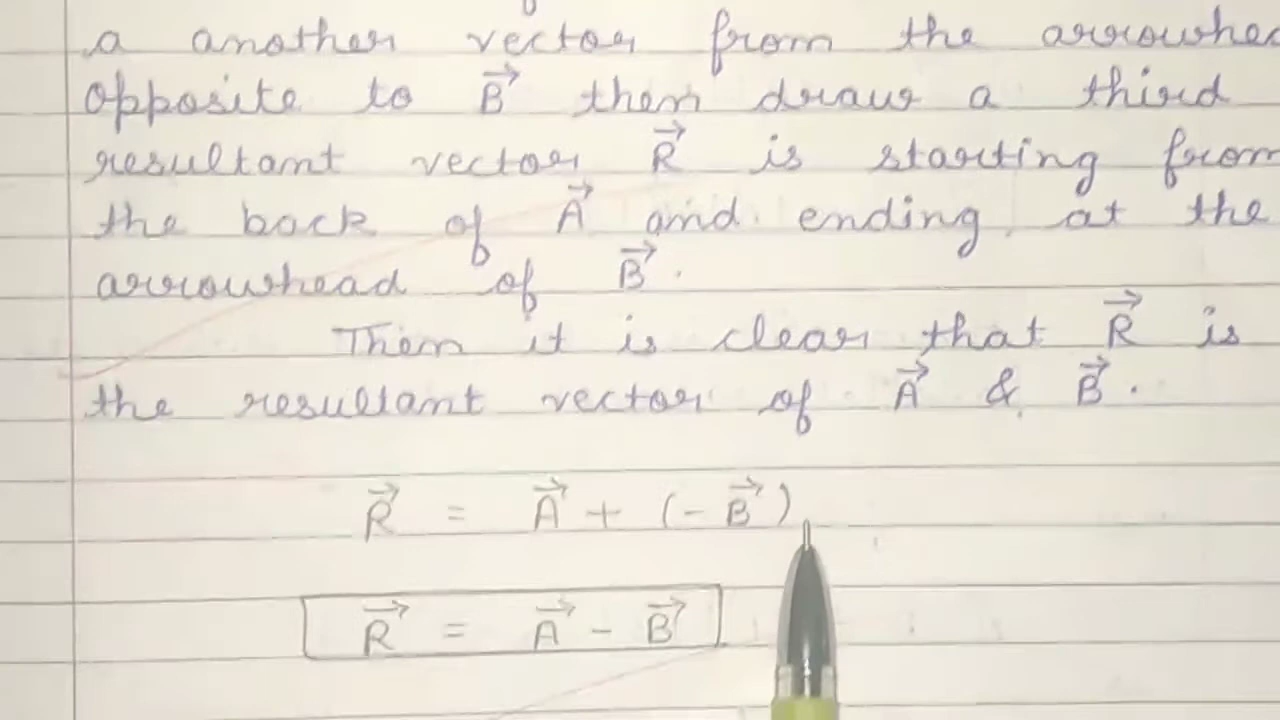 a another vector from the arrowhea
opposite to B⃗ then draw a third
resultant vector R⃗ is starting from
the back of A⃗ and ending at the
arrowhead of B⃗.
Then it is clear that R⃗ is
the resultant vector of A⃗ & B⃗.
R⃗ = A⃗ + (-B⃗)
R⃗ = A⃗ - B⃗